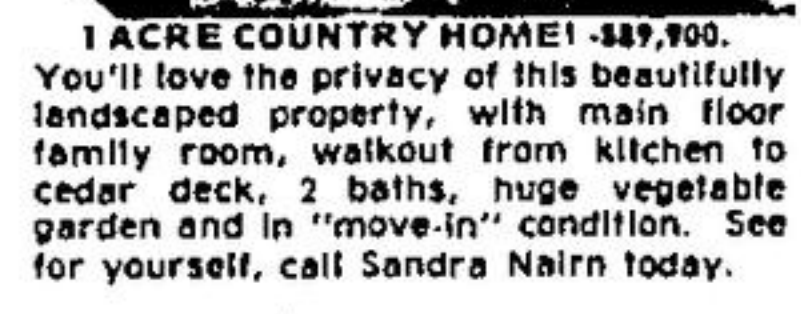 1 ACRE COUNTRY HOME! -$89,900.
You'll love the privacy of this beautifully
landscaped property, with main floor
family room, walkout from kitchen to
cedar deck, 2 baths, huge vegetable
garden and in "move-in" condition. See
for yourself, call Sandra Nairn today.